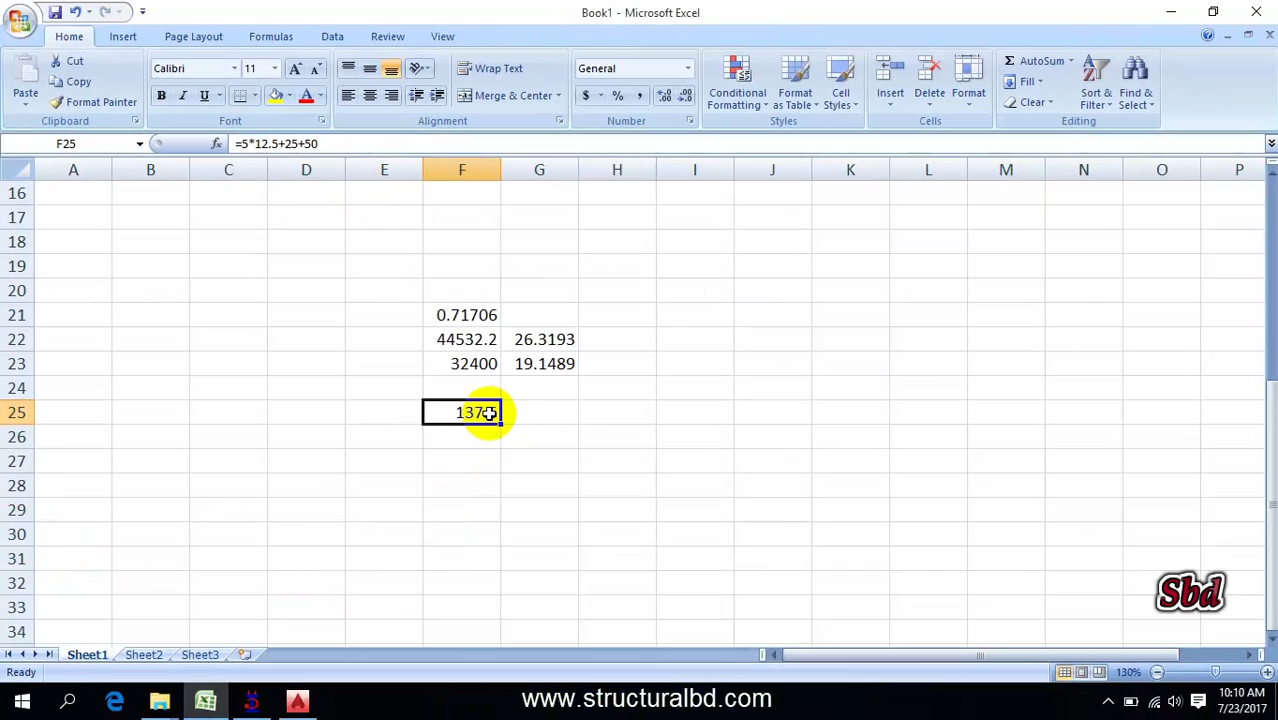 Book1 - Microsoft Excel
Home Insert Page Layout Formulas Data Review View
Cut
Copy
Format Painter
Paste
Clipboard
Calibri 11
B I U A
Font
Wrap Text
Merge & Center
Alignment
General
$ % ,
Number
Conditional Formatting
Format as Table
Cell Styles
Styles
Insert Delete Format
Cells
Σ AutoSum
Fill
Clear
Sort & Filter
Find & Select
Editing
F25 fx =5*12.5+25+50
A B C D E F G H I J K L M N O P
16
17
18
19
20
21 0.71706
22 44532.2 26.3193
23 32400 19.1489
24
25
26
27
28
29
30
31
32
33
34
Sbd
Sheet1 Sheet2 Sheet3
Ready 130%
www.structuralbd.com
10:10 AM
7/23/2017